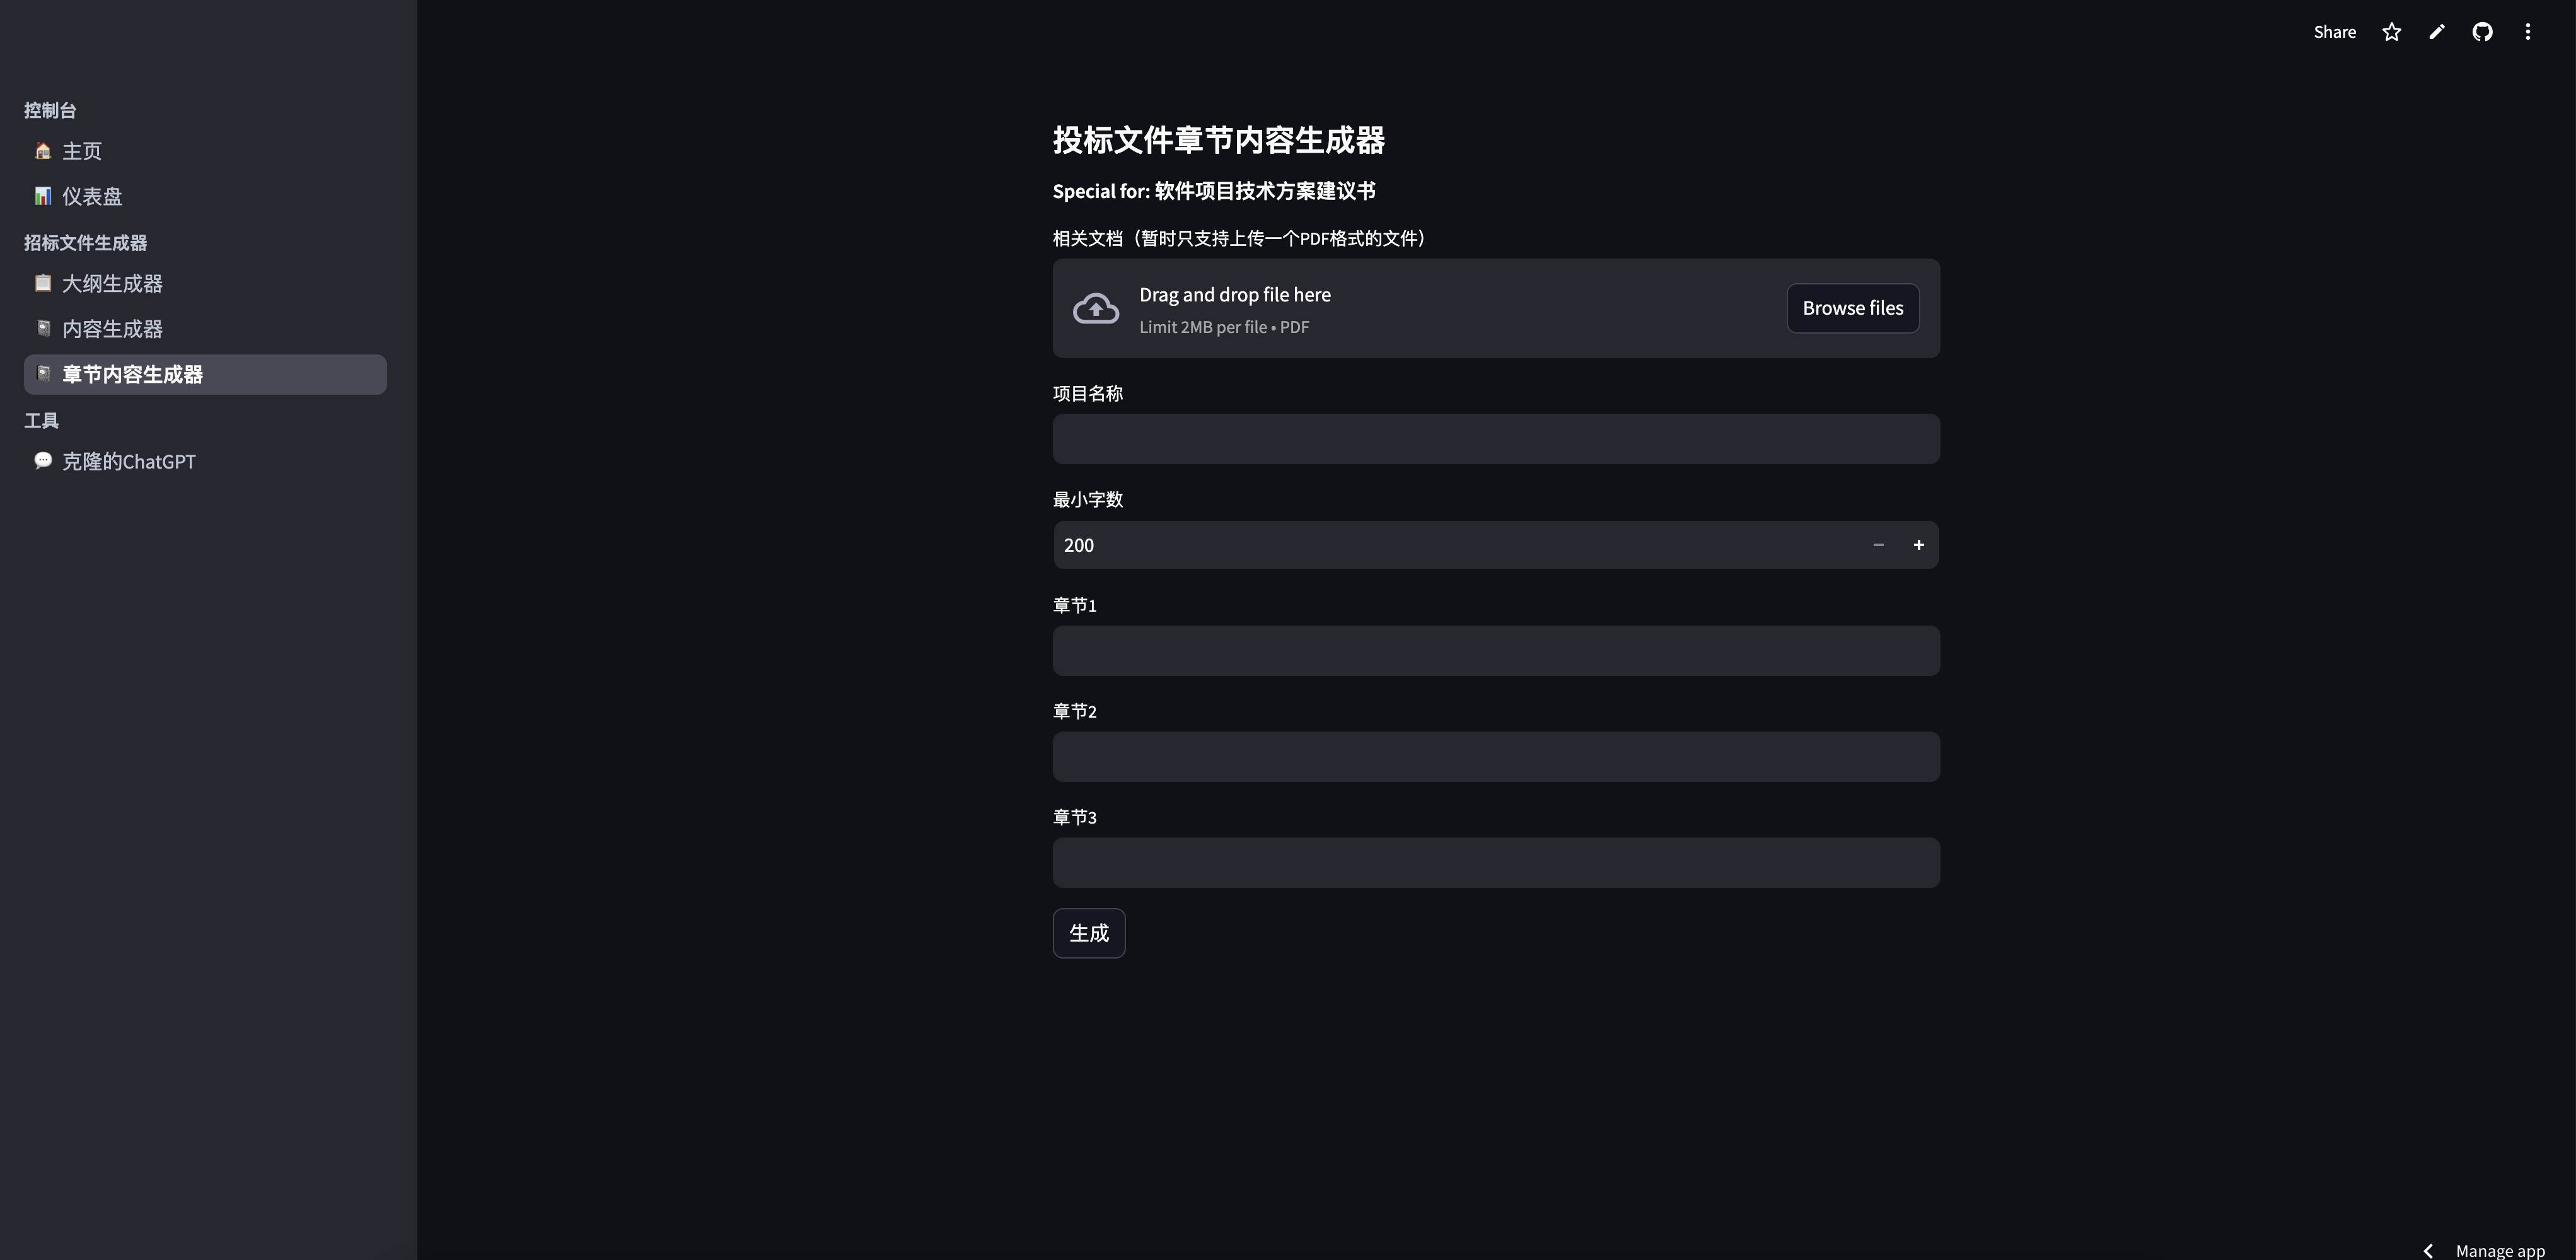 Share
控制台
主页
仪表盘
招标文件生成器
大纲生成器
内容生成器
章节内容生成器
工具
克隆的ChatGPT
投标文件章节内容生成器
Special for: 软件项目技术方案建议书
相关文档（暂时只支持上传一个PDF格式的文件）
Drag and drop file here
Limit 2MB per file • PDF
Browse files
项目名称
最小字数
200
章节1
章节2
章节3
生成
Manage app